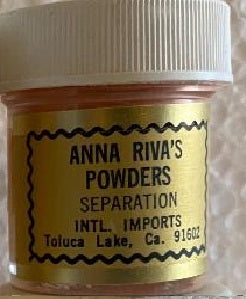 ANNA RIVA'S
POWDERS
SEPARATION
INTL. IMPORTS
Toluca Lake, Ca. 91602